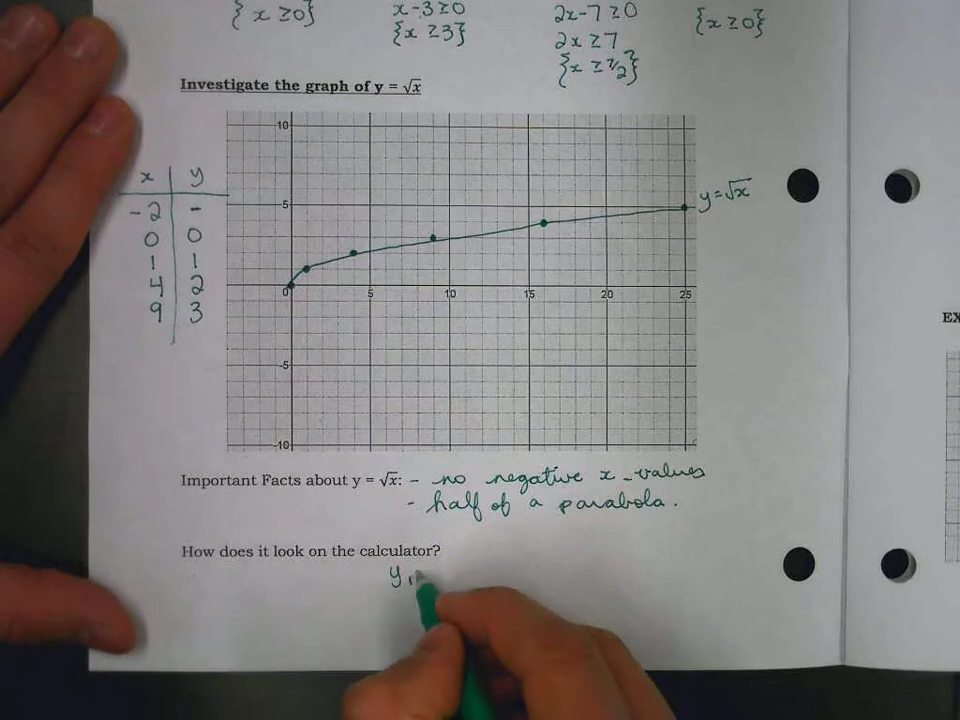 {x ≥0} x-3≥0 2x-7≥0 {x≥0}
{x ≥3} 2x≥7
{x ≥7/2}
Investigate the graph of y = √x
10
5
0 5 10 15 20 25
-5
-10
y=√x
x y
-2 -
0 0
1 1
4 2
9 3
Important Facts about y = √x: - no negative x-values
- half of a parabola.
How does it look on the calculator?
y1
EX